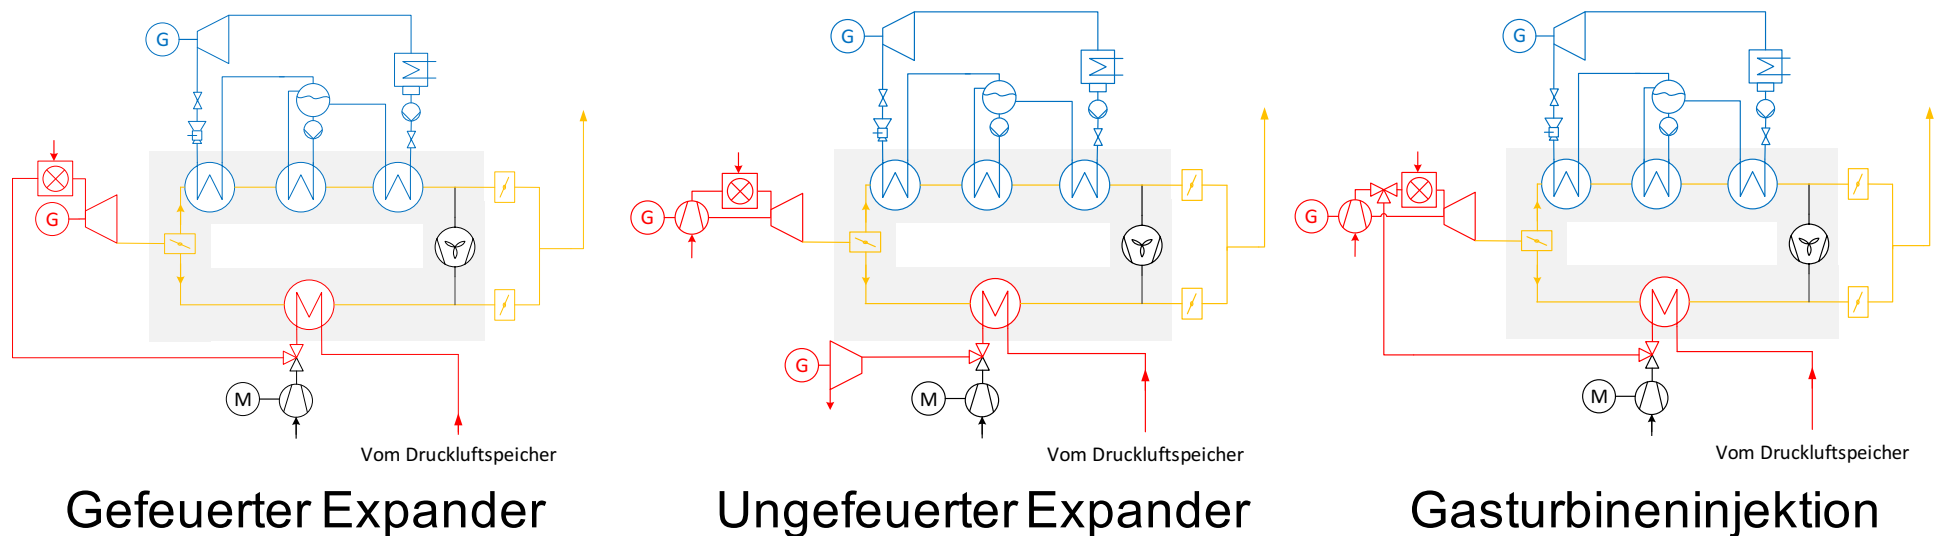 G
G
M
Vom Druckluftspeicher
Gefeuerter Expander
G
G
G
M
Vom Druckluftspeicher
Ungefeuerter Expander
G
G
M
Vom Druckluftspeicher
Gasturbineninjektion